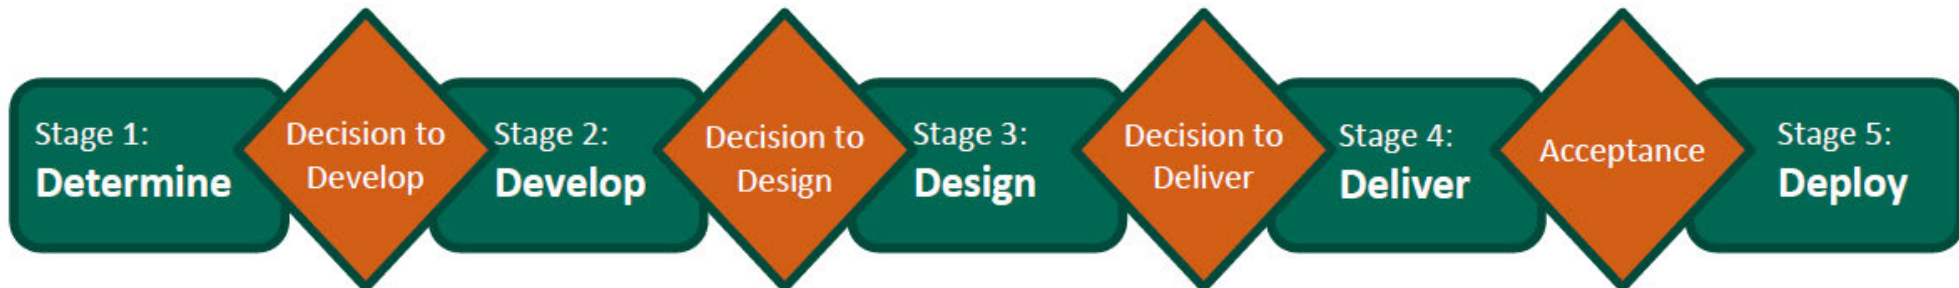 Stage 1:
Determine
Decision to
Develop
Stage 2:
Develop
Decision to
Design
Stage 3:
Design
Decision to
Deliver
Stage 4:
Deliver
Acceptance
Stage 5:
Deploy